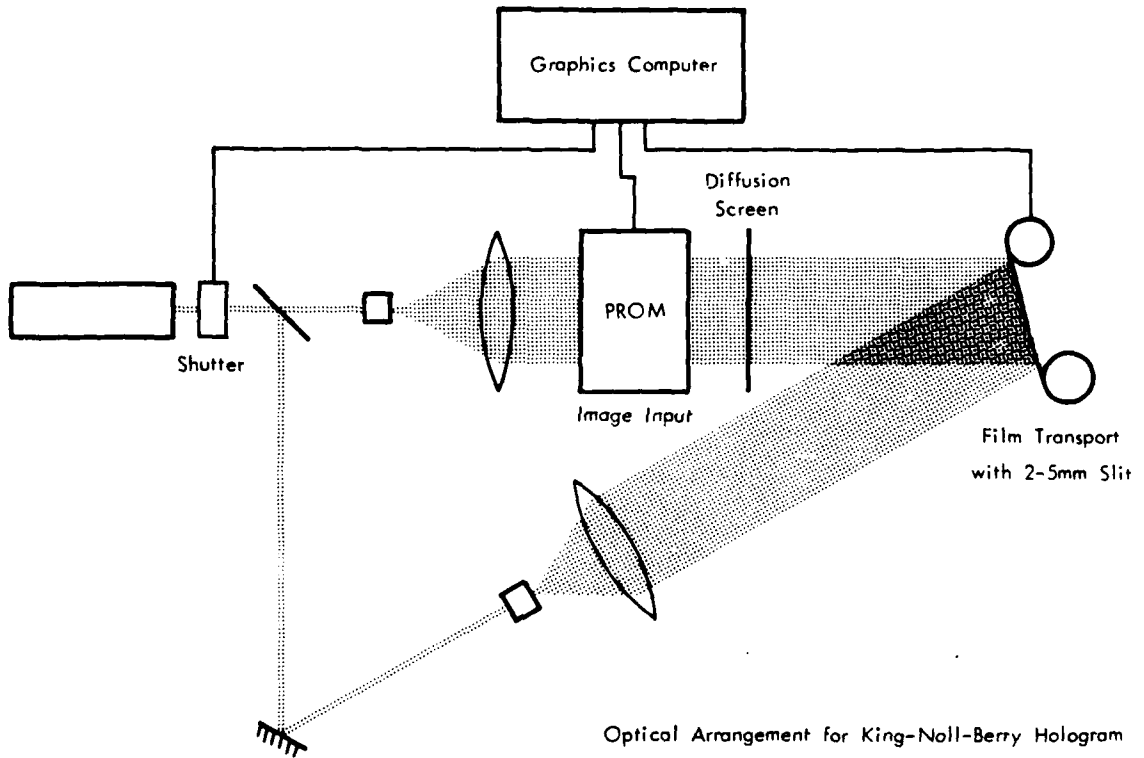 Graphics Computer
Diffusion
Screen
PROM
Shutter
Image Input
Film Transport
with 2-5mm Slit
Optical Arrangement for King-Noll-Berry Hologram